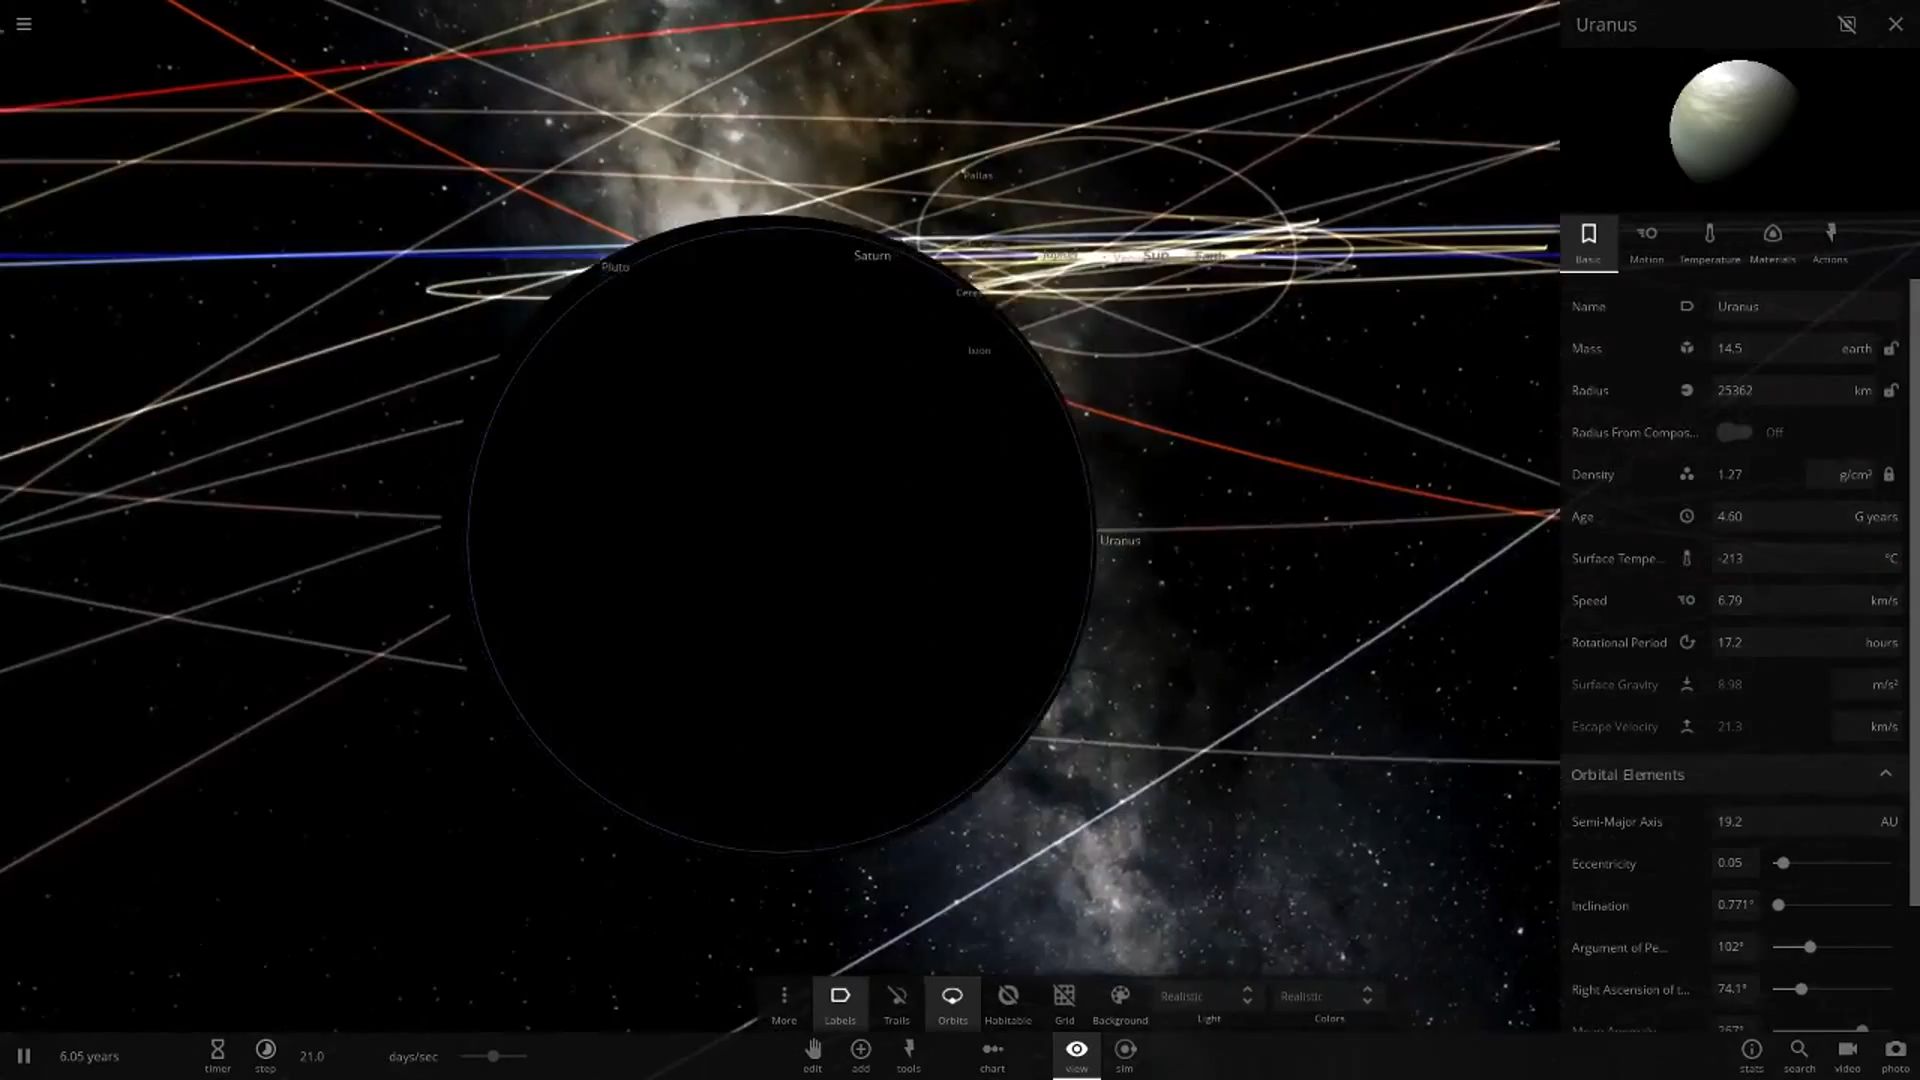 Uranus
Pallas
Saturn
Sun
Earth
Pluto
Ceres
Ixion
Uranus
Basic
Motion
Temperature
Materials
Actions
Name
Uranus
Mass
14.5
earth
Radius
25362
km
Radius From Compos...
Off
Density
1.27
g/cm³
Age
4.60
G years
Surface Tempe...
-213
°C
Speed
6.79
km/s
Rotational Period
17.2
hours
Surface Gravity
8.98
m/s²
Escape Velocity
21.3
km/s
Orbital Elements
Semi-Major Axis
19.2
AU
Eccentricity
0.05
Inclination
0.771°
Argument of Pe...
102°
Right Ascension of t...
74.1°
More
Labels
Trails
Orbits
Habitable
Grid
Background
Realistic
Light
Realistic
Colors
6.05 years
timer
step
21.0
days/sec
edit
add
tools
chart
view
sim
stats
search
video
photo